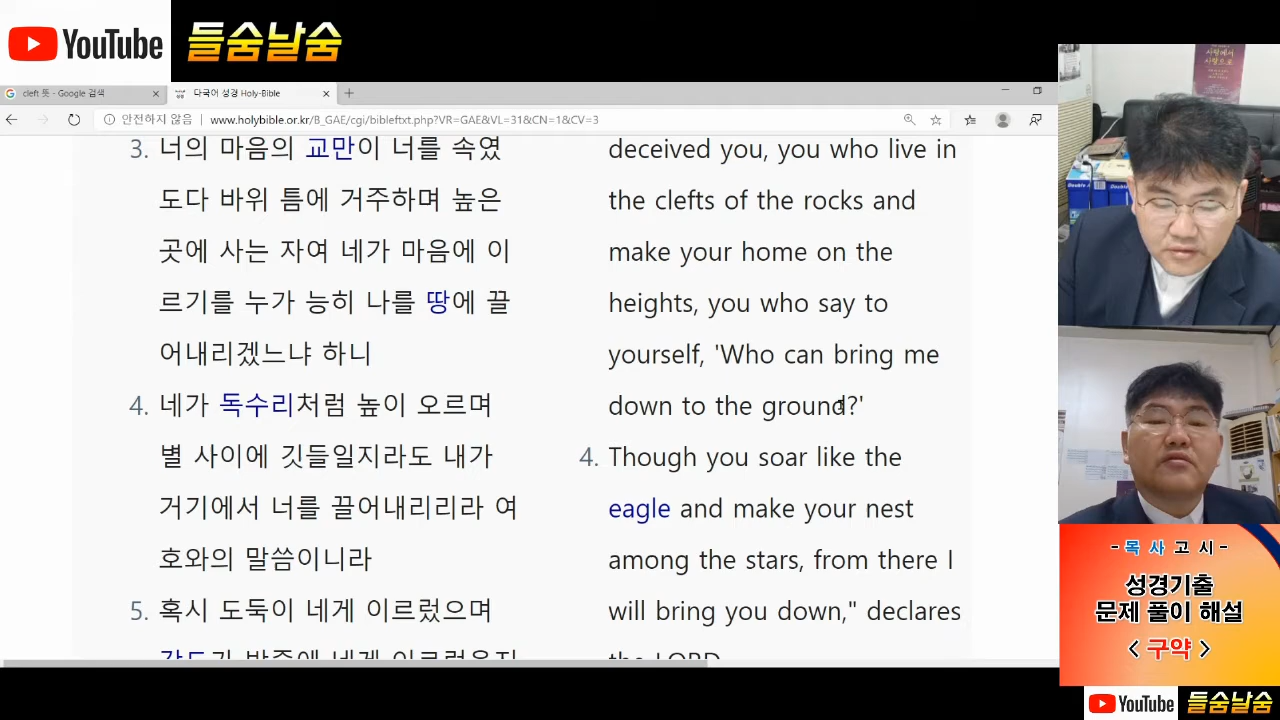 YouTube 들숨날숨
cleft 뜻 - Google 검색
다국어 성경 Holy-Bible
안전하지 않음 www.holybible.or.kr/B_GAE/cgi/bibleftxt.php?VR=GAE&VL=31&CN=1&CV=3
3. 너의 마음의 교만이 너를 속였
도다 바위 틈에 거주하며 높은
곳에 사는 자여 네가 마음에 이
르기를 누가 능히 나를 땅에 끌
어내리겠느냐 하니
4. 네가 독수리처럼 높이 오르며
별 사이에 깃들일지라도 내가
거기에서 너를 끌어내리리라 여
호와의 말씀이니라
5. 혹시 도둑이 네게 이르렀으며
deceived you, you who live in
the clefts of the rocks and
make your home on the
heights, you who say to
yourself, 'Who can bring me
down to the ground?'
4. Though you soar like the
eagle and make your nest
among the stars, from there I
will bring you down," declares
the LORD
사랑에서
사랑으로
- 목사고시 -
성경기출
문제 풀이 해설
< 구약 >
YouTube 들숨날숨